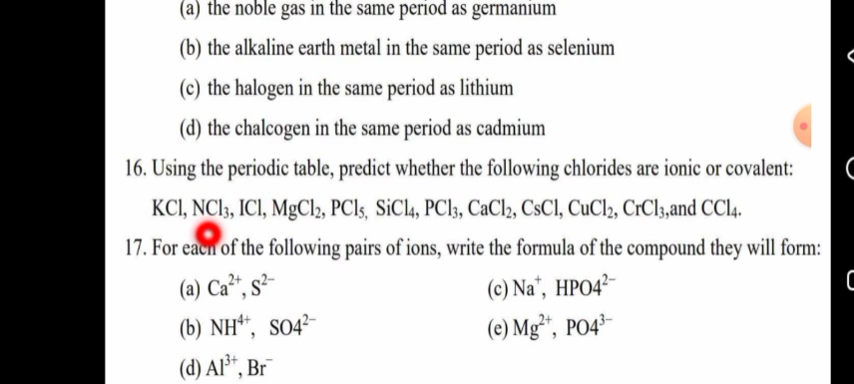 (a) the noble gas in the same period as germanium
(b) the alkaline earth metal in the same period as selenium
(c) the halogen in the same period as lithium
(d) the chalcogen in the same period as cadmium
16. Using the periodic table, predict whether the following chlorides are ionic or covalent:
KCl, NCl₃, ICl, MgCl₂, PCl₅, SiCl₄, PCl₃, CaCl₂, CsCl, CuCl₂, CrCl₃,and CCl₄.
17. For each of the following pairs of ions, write the formula of the compound they will form:
(a) Ca²⁺, S²⁻ (c) Na⁺, HPO4²⁻
(b) NH⁴⁺, SO4²⁻ (e) Mg²⁺, PO4³⁻
(d) Al³⁺, Br⁻